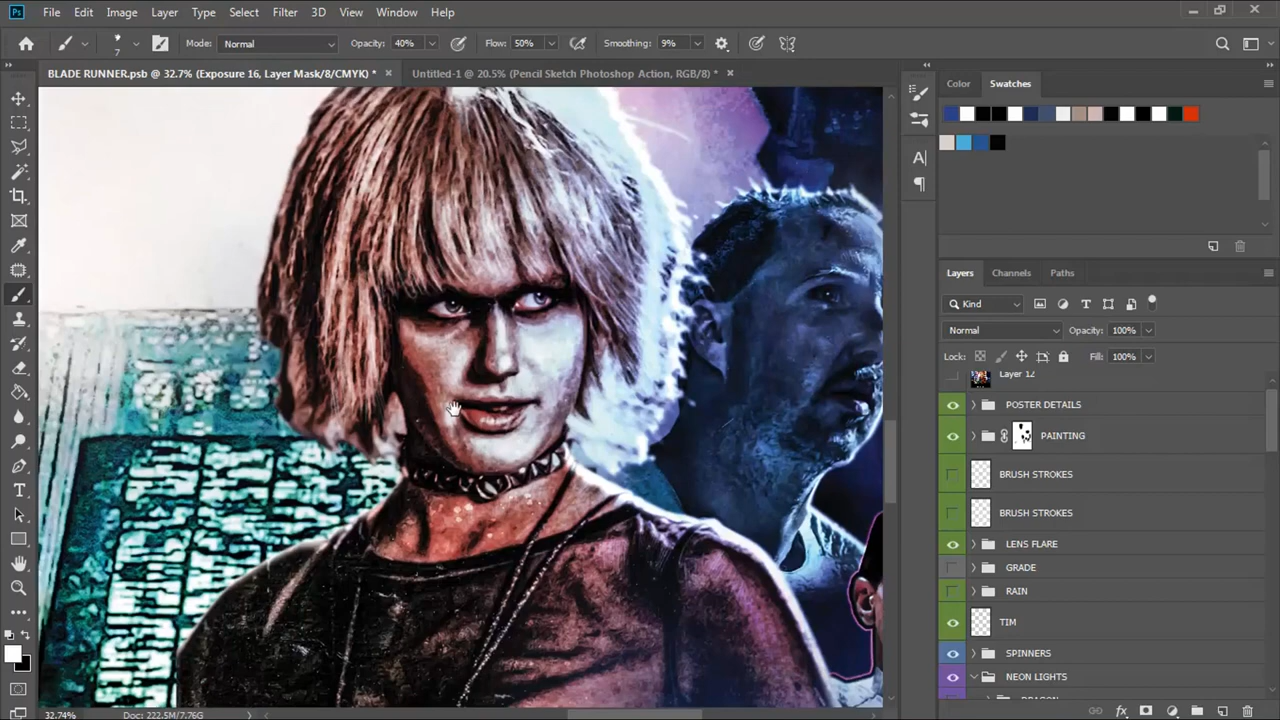 Ps File Edit Image Layer Type Select Filter 3D View Window Help
7 Mode: Normal Opacity: 40% Flow: 50% Smoothing: 9%
BLADE RUNNER.psb @ 32.7% (Exposure 16, Layer Mask/8/CMYK) * × Untitled-1 @ 20.5% (Pencil Sketch Photoshop Action, RGB/8) * ×
Color Swatches
Layers Channels Paths
Kind
Normal Opacity: 100%
Lock: Fill: 100%
Layer 12
POSTER DETAILS
PAINTING
BRUSH STROKES
BRUSH STROKES
LENS FLARE
GRADE
RAIN
TIM
SPINNERS
NEON LIGHTS
DRAGON
32.74% Doc: 222.5M/7.76G